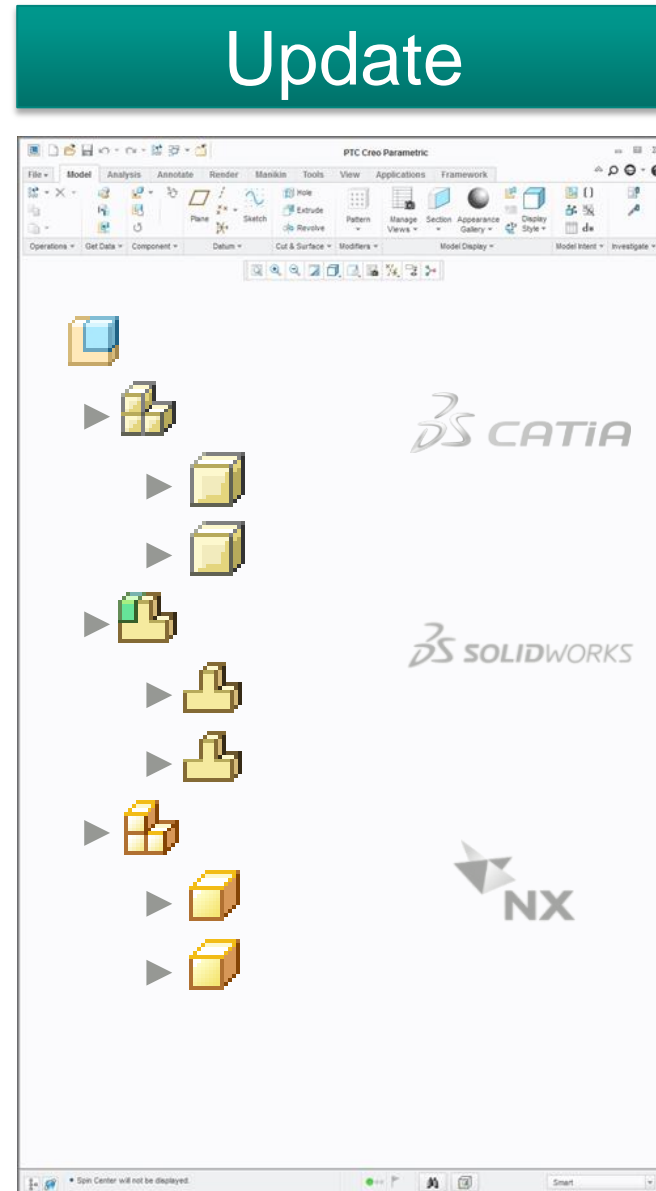 Update
PTC Creo Parametric
File Model Analysis Annotate Render Manikin Tools View Applications Framework
Hole
Extrude
Revolve
Plane
Sketch
Pattern
Manage Views
Section
Appearance Gallery
Display Style
d=
Operations Get Data Component Datum Cut & Surface Modifiers Model Display Model Intent Investigate
CATIA
SOLIDWORKS
NX
Spin Center will not be displayed.
Smart